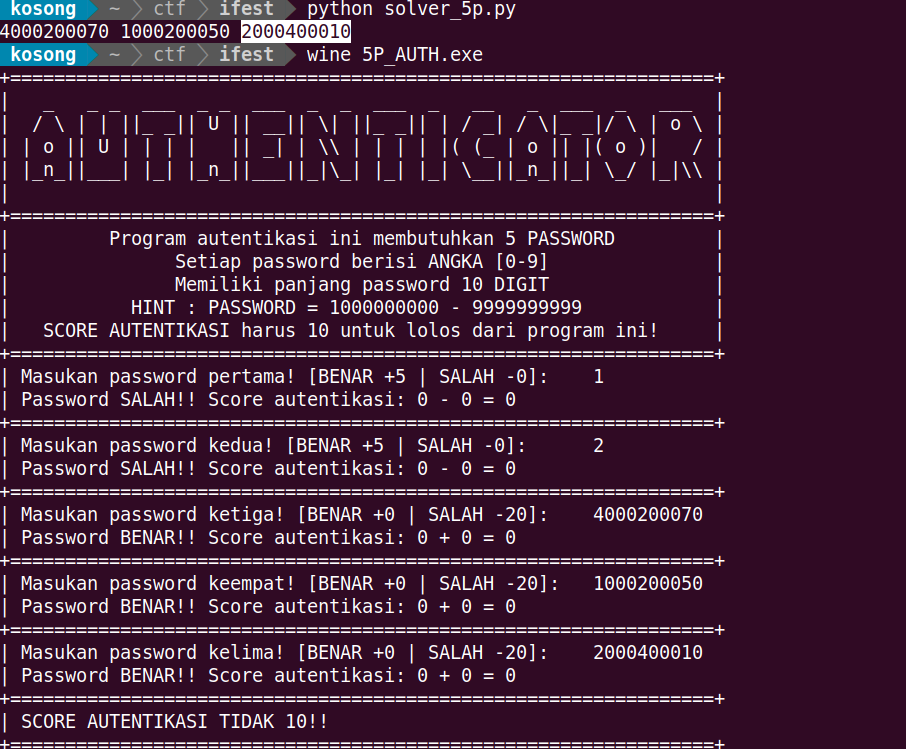 kosong ~ ctf ifest python solver_5p.py
4000200070 1000200050 2000400010
kosong ~ ctf ifest wine 5P_AUTH.exe
+================================================================+
AUTHENTICATOR
+================================================================+
| Program autentikasi ini membutuhkan 5 PASSWORD |
| Setiap password berisi ANGKA [0-9] |
| Memiliki panjang password 10 DIGIT |
| HINT : PASSWORD = 1000000000 - 9999999999 |
| SCORE AUTENTIKASI harus 10 untuk lolos dari program ini! |
+================================================================+
| Masukan password pertama! [BENAR +5 | SALAH -0]: 1
| Password SALAH!! Score autentikasi: 0 - 0 = 0
+================================================================+
| Masukan password kedua! [BENAR +5 | SALAH -0]: 2
| Password SALAH!! Score autentikasi: 0 - 0 = 0
+================================================================+
| Masukan password ketiga! [BENAR +0 | SALAH -20]: 4000200070
| Password BENAR!! Score autentikasi: 0 + 0 = 0
+================================================================+
| Masukan password keempat! [BENAR +0 | SALAH -20]: 1000200050
| Password BENAR!! Score autentikasi: 0 + 0 = 0
+================================================================+
| Masukan password kelima! [BENAR +0 | SALAH -20]: 2000400010
| Password BENAR!! Score autentikasi: 0 + 0 = 0
+================================================================+
| SCORE AUTENTIKASI TIDAK 10!!
+================================================================+